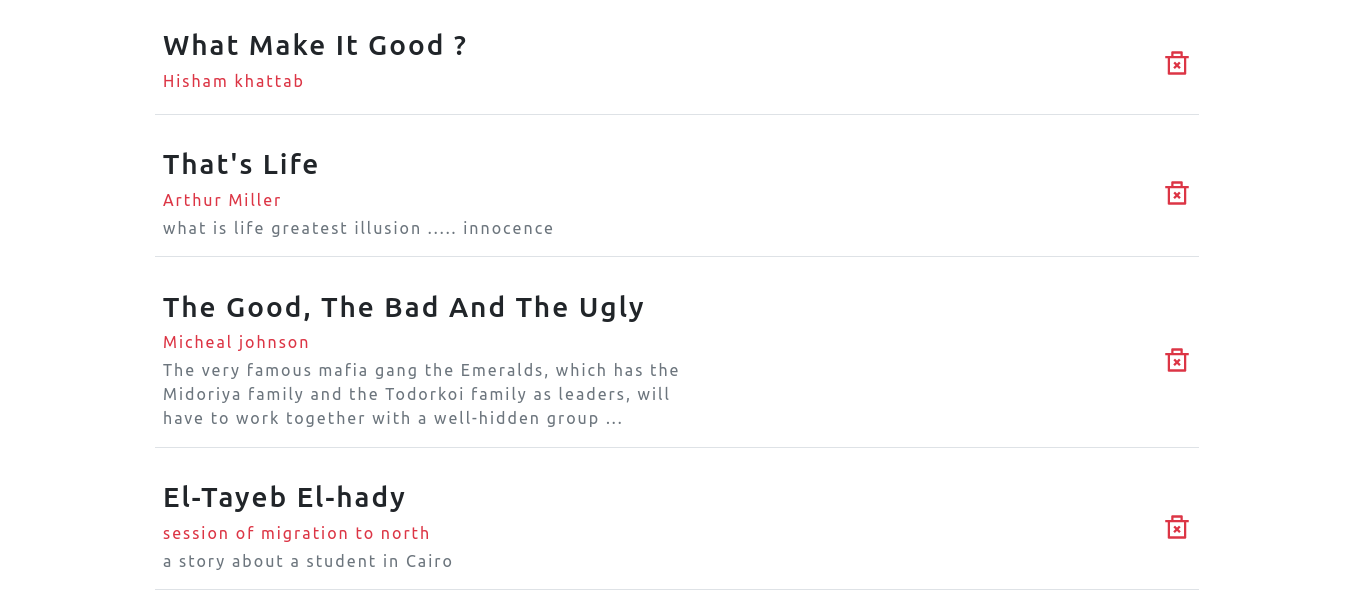 What Make It Good ?
Hisham khattab
That's Life
Arthur Miller
what is life greatest illusion ..... innocence
The Good, The Bad And The Ugly
Micheal johnson
The very famous mafia gang the Emeralds, which has the
Midoriya family and the Todorkoi family as leaders, will
have to work together with a well-hidden group ...
El-Tayeb El-hady
session of migration to north
a story about a student in Cairo